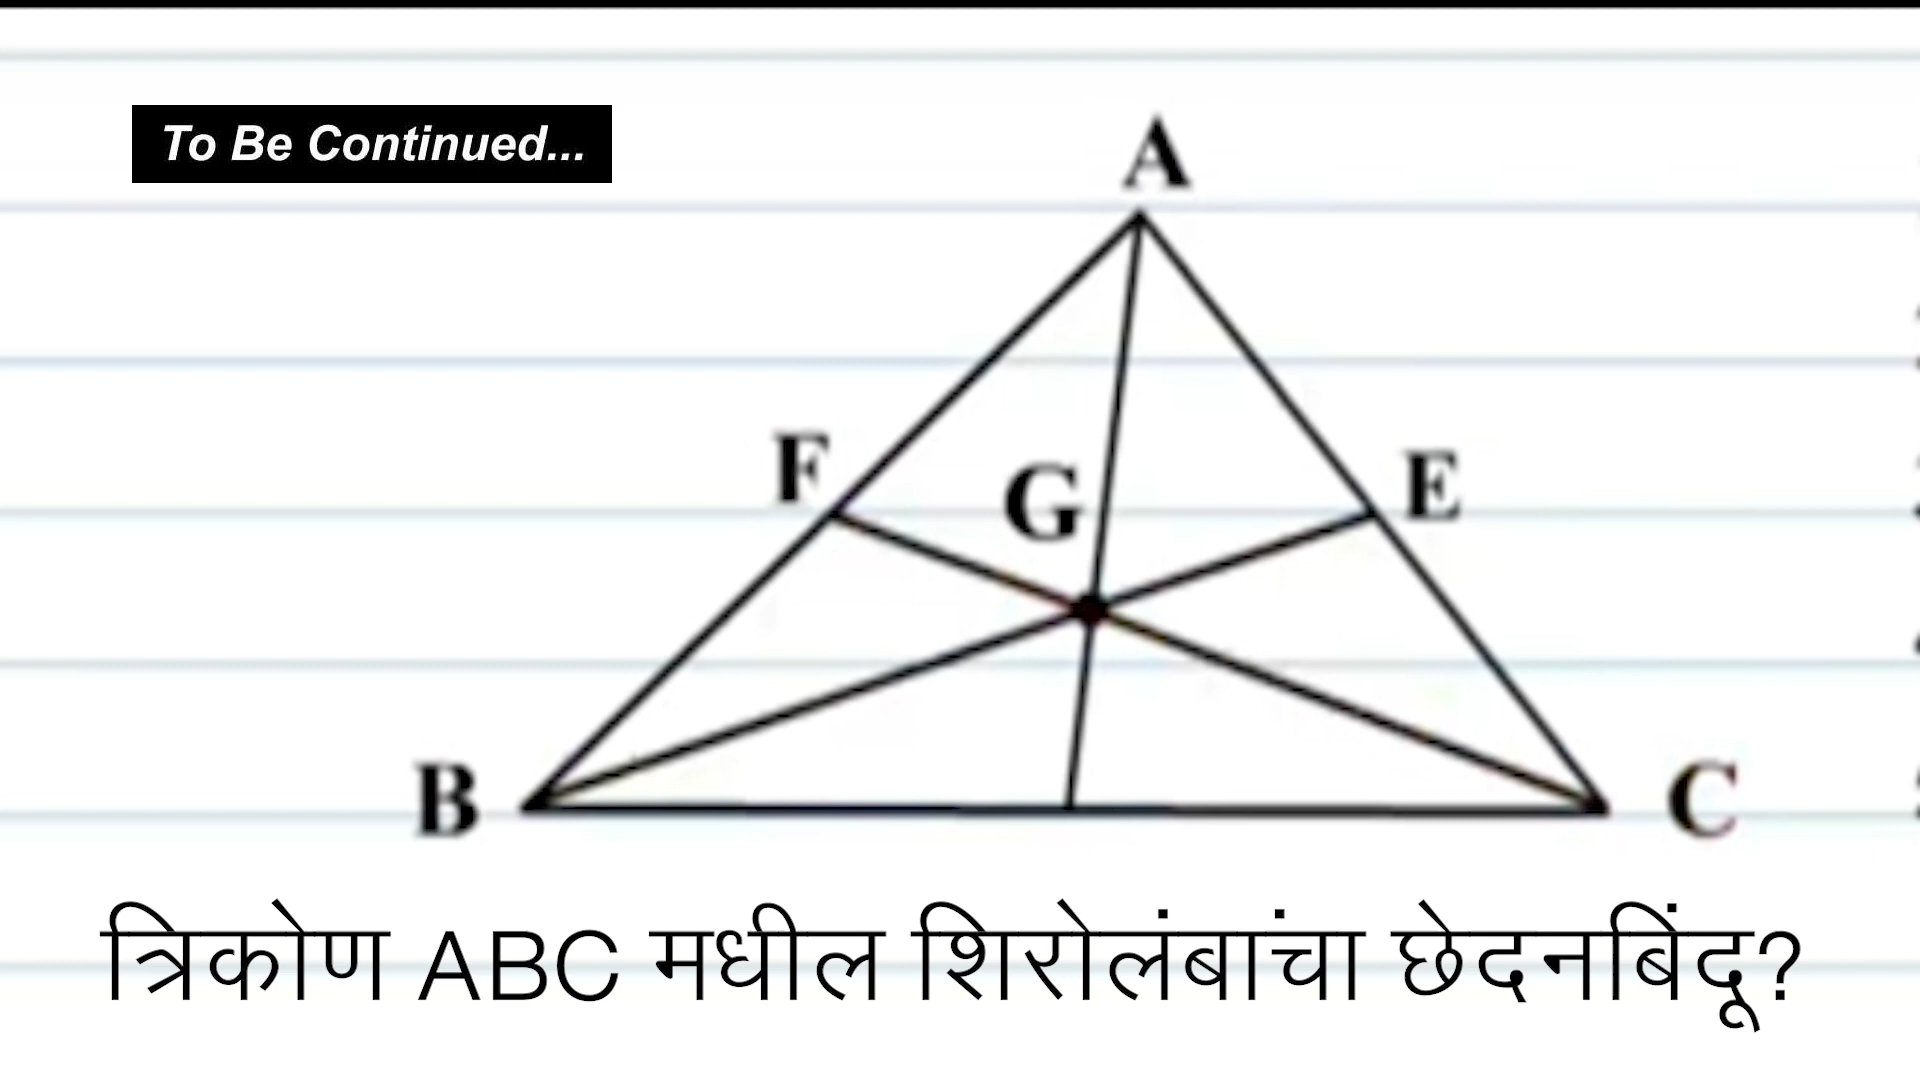 To Be Continued...
A
F
G
E
B
C
त्रिकोण ABC मधील शिरोलंबांचा छेदनबिंदू?